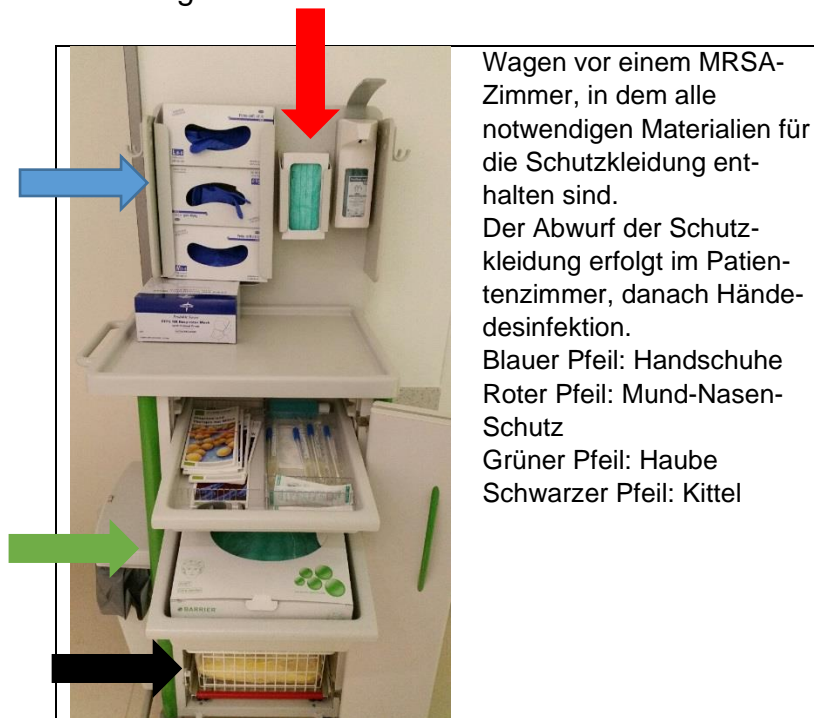 Wagen vor einem MRSA-
Zimmer, in dem alle
notwendigen Materialien für
die Schutzkleidung ent-
halten sind.
Der Abwurf der Schutz-
kleidung erfolgt im Patien-
tenzimmer, danach Hände-
desinfektion.
Blauer Pfeil: Handschuhe
Roter Pfeil: Mund-Nasen-
Schutz
Grüner Pfeil: Haube
Schwarzer Pfeil: Kittel
BARRIER